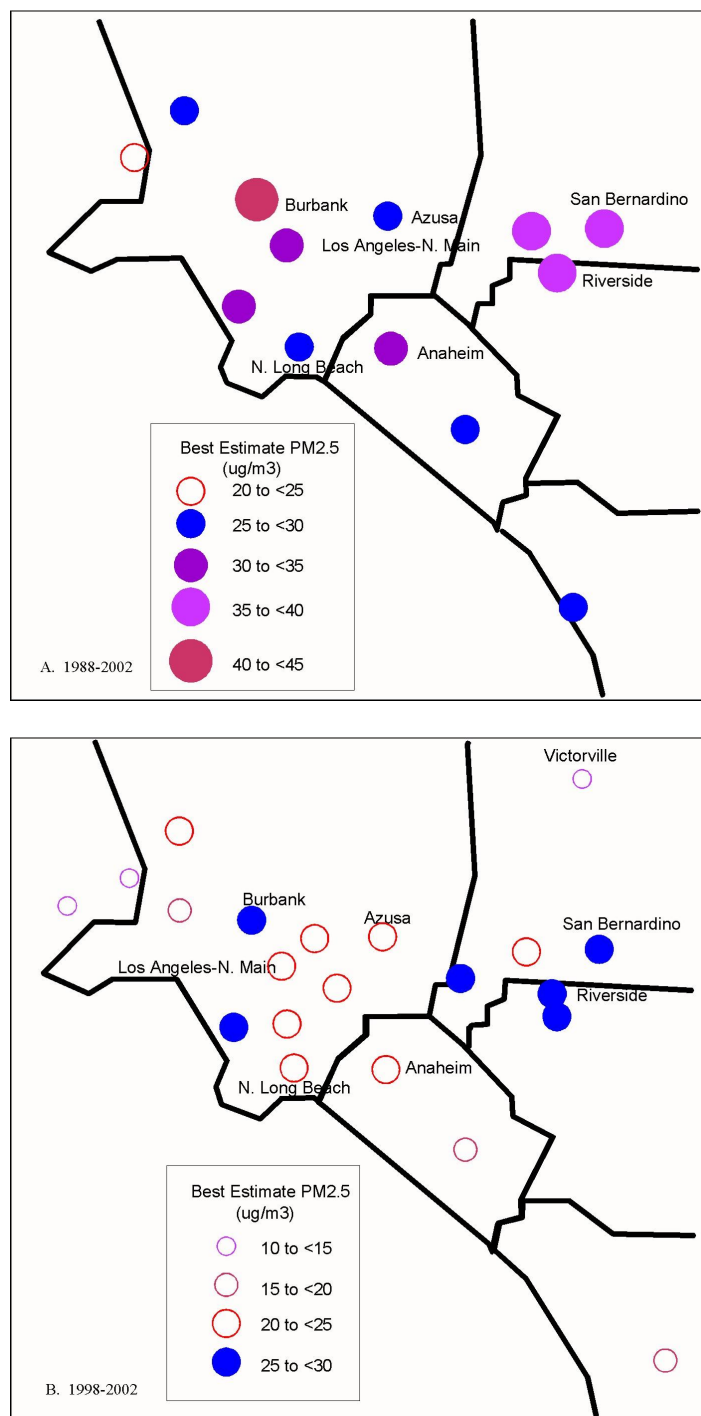 Burbank
San Bernardino
Azusa
Los Angeles-N. Main
Riverside
Anaheim
N. Long Beach
Best Estimate PM2.5
(ug/m3)
20 to <25
25 to <30
30 to <35
35 to <40
40 to <45
A. 1988-2002
Victorville
Burbank
Azusa
San Bernardino
Los Angeles-N. Main
Riverside
Anaheim
N. Long Beach
Best Estimate PM2.5
(ug/m3)
10 to <15
15 to <20
20 to <25
25 to <30
B. 1998-2002